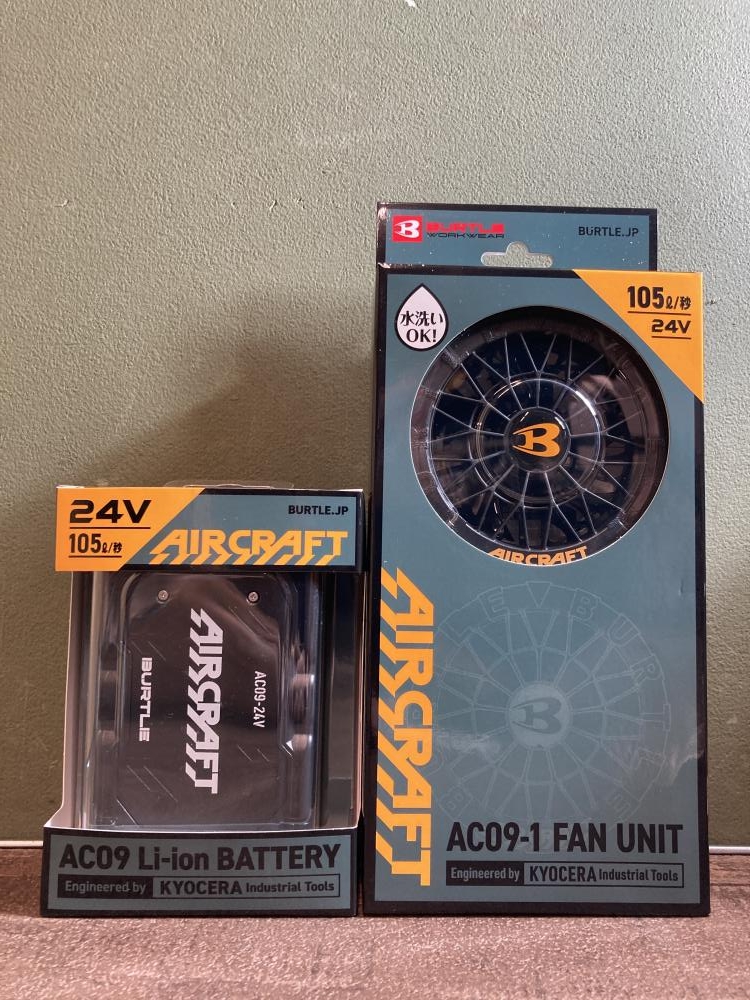 BURTLE
WORKWEAR
BURTLE.JP
水洗い
OK!
105ℓ/秒
24V
B
AIRCRAFT
AIRCRAFT
AC09-1 FAN UNIT
Engineered by KYOCERA Industrial Tools
24V
105ℓ/秒
BURTLE.JP
AIRCRAFT
AC09-24V
AIRCRAFT
BURTLE
AC09 Li-ion BATTERY
Engineered by KYOCERA Industrial Tools